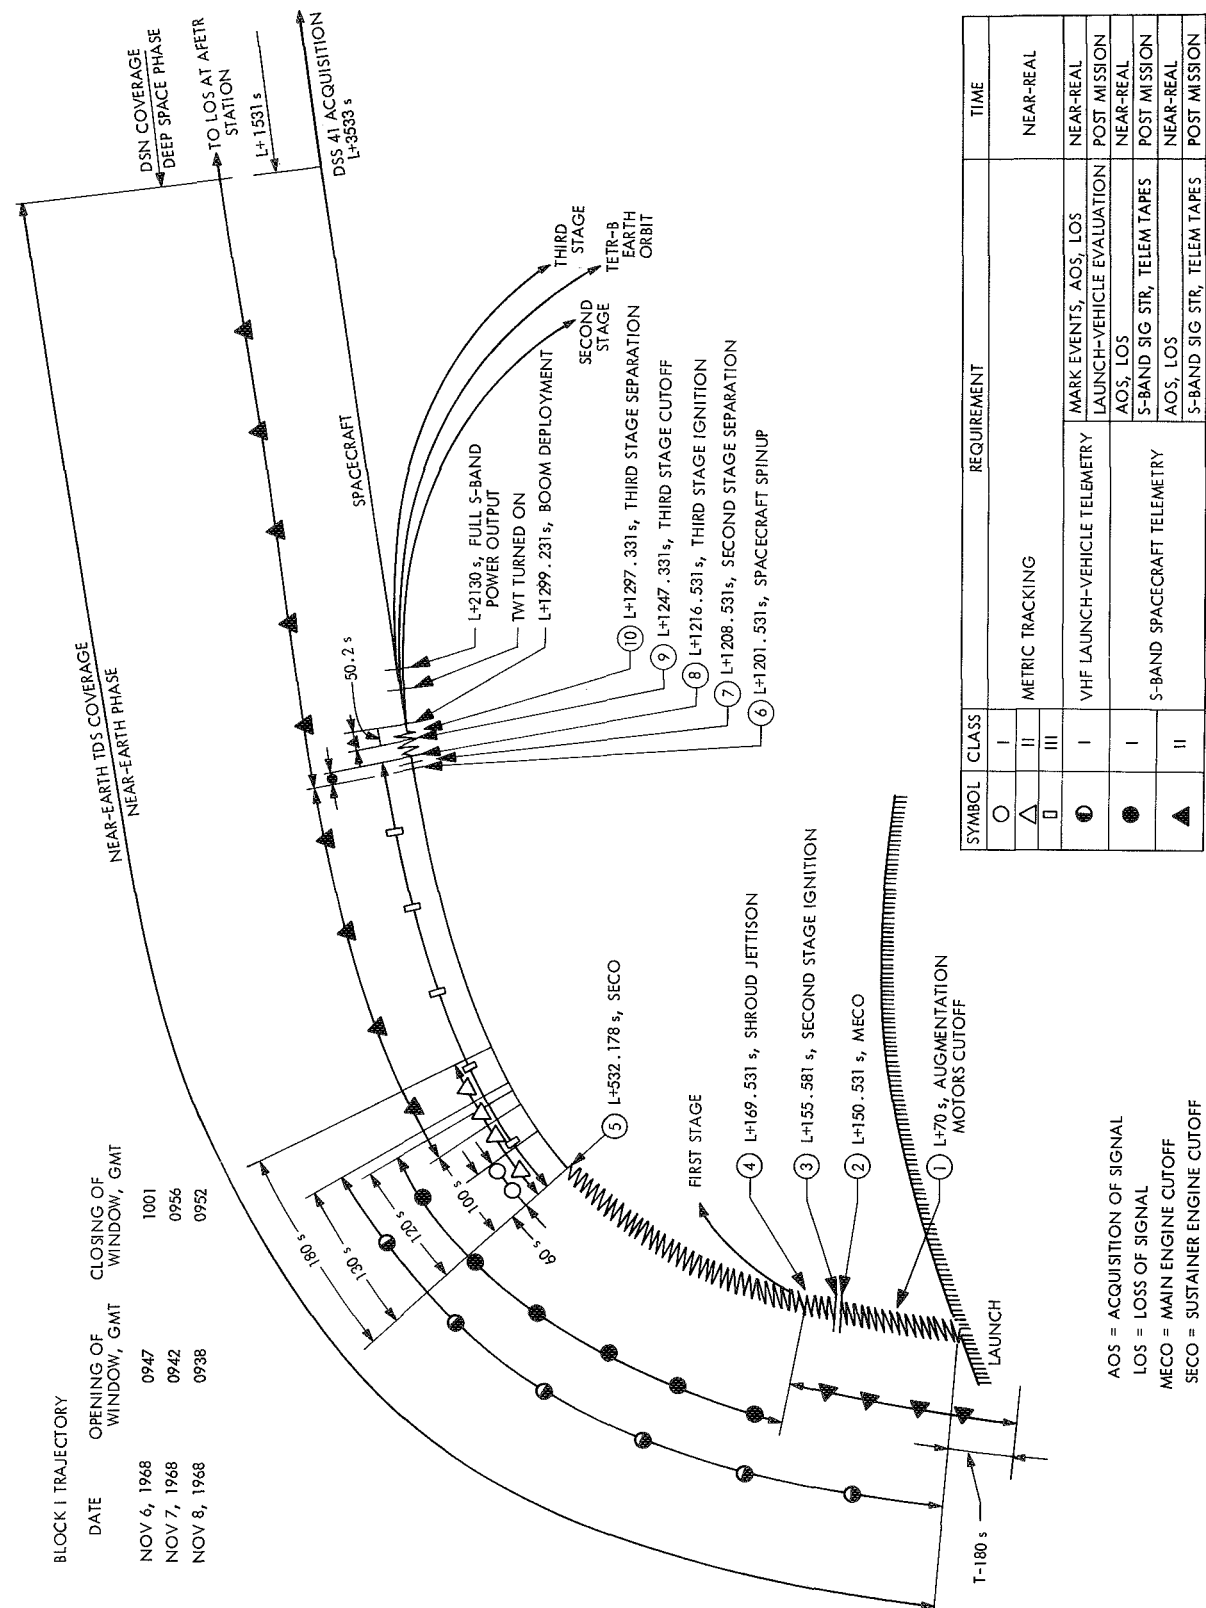 BLOCK I TRAJECTORY
DATE OPENING OF WINDOW, GMT CLOSING OF WINDOW, GMT
NOV 6, 1968 0947 1001
NOV 7, 1968 0942 0956
NOV 8, 1968 0938 0952
NEAR-EARTH TDS COVERAGE
NEAR-EARTH PHASE
DSN COVERAGE
DEEP SPACE PHASE
TO LOS AT AFETR
STATION
L+1531 s
DSS 41 ACQUISITION
L+3533 s
SPACECRAFT
THIRD
STAGE
TETR-B
EARTH
ORBIT
SECOND
STAGE
50.2 s
L+2130 s, FULL S-BAND
POWER OUTPUT
TWT TURNED ON
L+1299.231s, BOOM DEPLOYMENT
10 L+1297.331s, THIRD STAGE SEPARATION
9 L+1247.331s, THIRD STAGE CUTOFF
8 L+1216.531s, THIRD STAGE IGNITION
7 L+1208.531s, SECOND STAGE SEPARATION
6 L+1201.531s, SPACECRAFT SPINUP
180 s
130 s
120 s
100 s
60 s
5 L+532.178 s, SECO
FIRST STAGE
4 L+169.531 s, SHROUD JETTISON
3 L+155.581 s, SECOND STAGE IGNITION
2 L+150.531 s, MECO
1 L+70 s, AUGMENTATION
MOTORS CUTOFF
LAUNCH
T-180 s
AOS = ACQUISITION OF SIGNAL
LOS = LOSS OF SIGNAL
MECO = MAIN ENGINE CUTOFF
SECO = SUSTAINER ENGINE CUTOFF
SYMBOL CLASS REQUIREMENT TIME
I
II METRIC TRACKING NEAR-REAL
III
I VHF LAUNCH-VEHICLE TELEMETRY MARK EVENTS, AOS, LOS NEAR-REAL
LAUNCH-VEHICLE EVALUATION POST MISSION
I S-BAND SPACECRAFT TELEMETRY AOS, LOS NEAR-REAL
S-BAND SIG STR, TELEM TAPES POST MISSION
II AOS, LOS NEAR-REAL
S-BAND SIG STR, TELEM TAPES POST MISSION